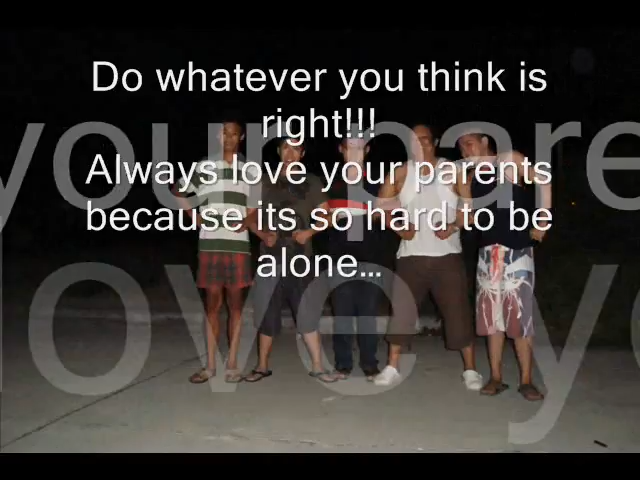 Do whatever you think is
right!!!
Always love your parents
because its so hard to be
alone...
your pare
love y